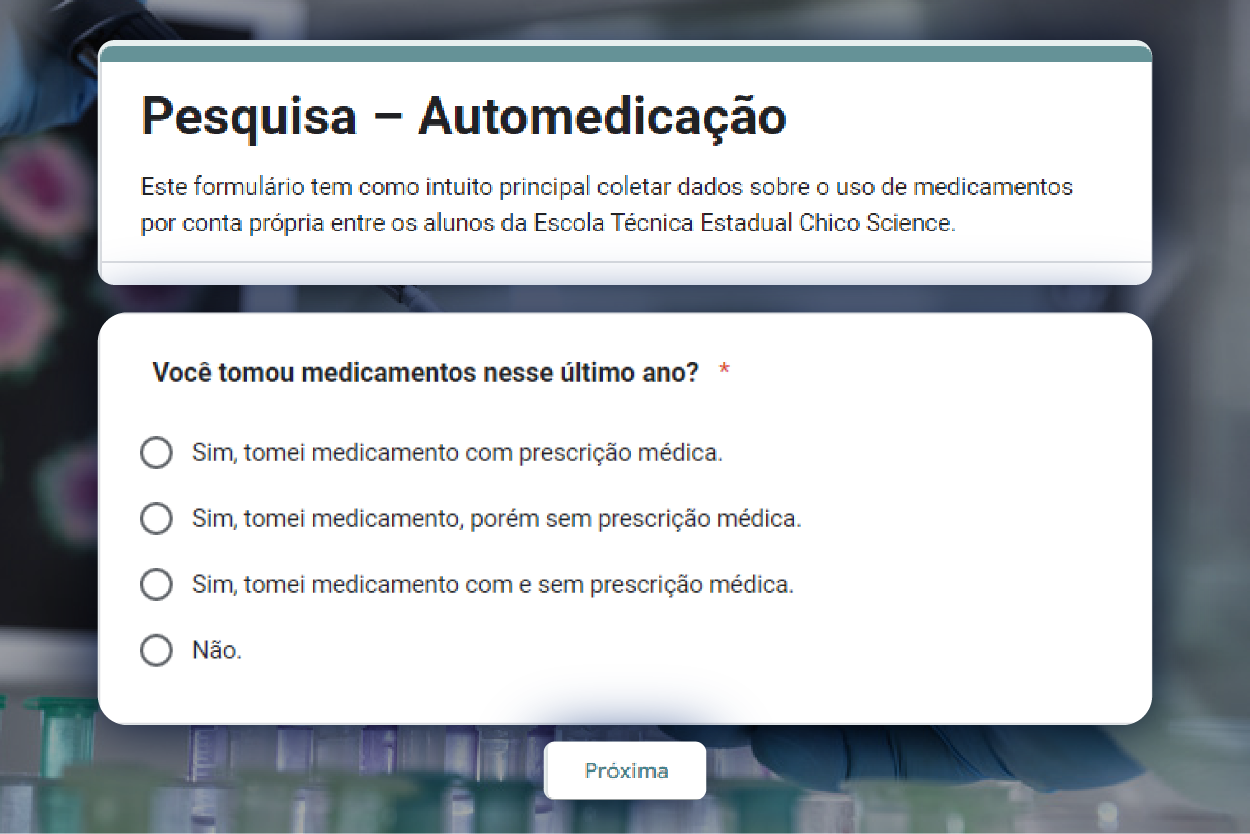 Pesquisa – Automedicação
Este formulário tem como intuito principal coletar dados sobre o uso de medicamentos
por conta própria entre os alunos da Escola Técnica Estadual Chico Science.
Você tomou medicamentos nesse último ano? *
Sim, tomei medicamento com prescrição médica.
Sim, tomei medicamento, porém sem prescrição médica.
Sim, tomei medicamento com e sem prescrição médica.
Não.
Próxima